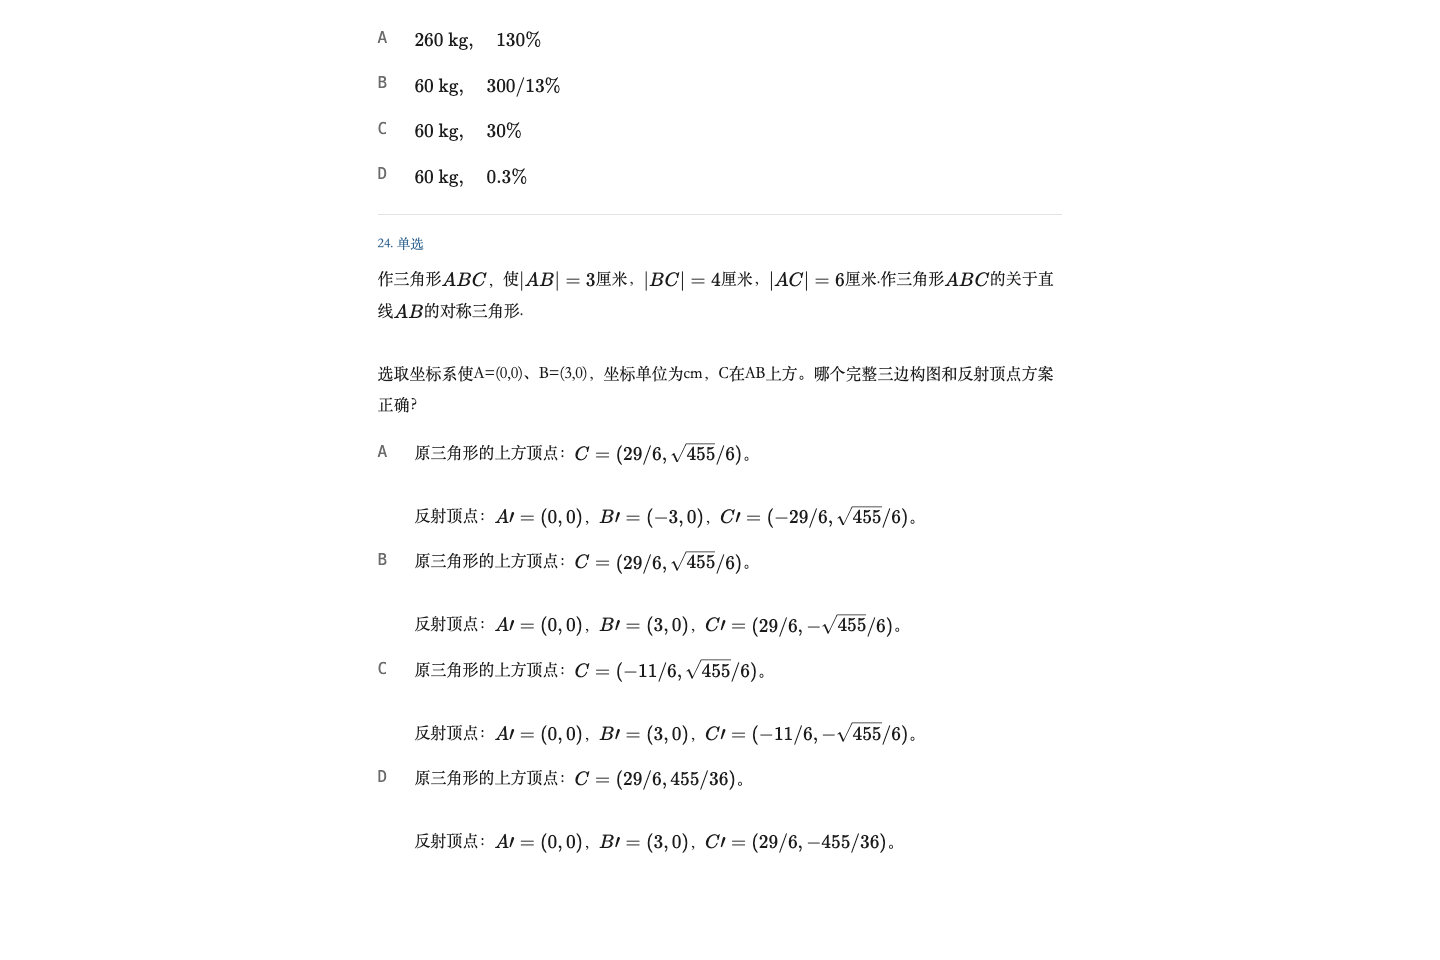 A 260 kg, 130%
B 60 kg, 300/13%
C 60 kg, 30%
D 60 kg, 0.3%
24. 单选
作三角形ABC，使|AB| = 3厘米，|BC| = 4厘米，|AC| = 6厘米.作三角形ABC的关于直
线AB的对称三角形.
选取坐标系使A=(0,0)、B=(3,0)，坐标单位为cm，C在AB上方。哪个完整三边构图和反射顶点方案
正确?
A 原三角形的上方顶点：C = (29/6, √455/6)。
反射顶点：A′ = (0, 0)，B′ = (−3, 0)，C′ = (−29/6, √455/6)。
B 原三角形的上方顶点：C = (29/6, √455/6)。
反射顶点：A′ = (0, 0)，B′ = (3, 0)，C′ = (29/6, −√455/6)。
C 原三角形的上方顶点：C = (−11/6, √455/6)。
反射顶点：A′ = (0, 0)，B′ = (3, 0)，C′ = (−11/6, −√455/6)。
D 原三角形的上方顶点：C = (29/6, 455/36)。
反射顶点：A′ = (0, 0)，B′ = (3, 0)，C′ = (29/6, −455/36)。